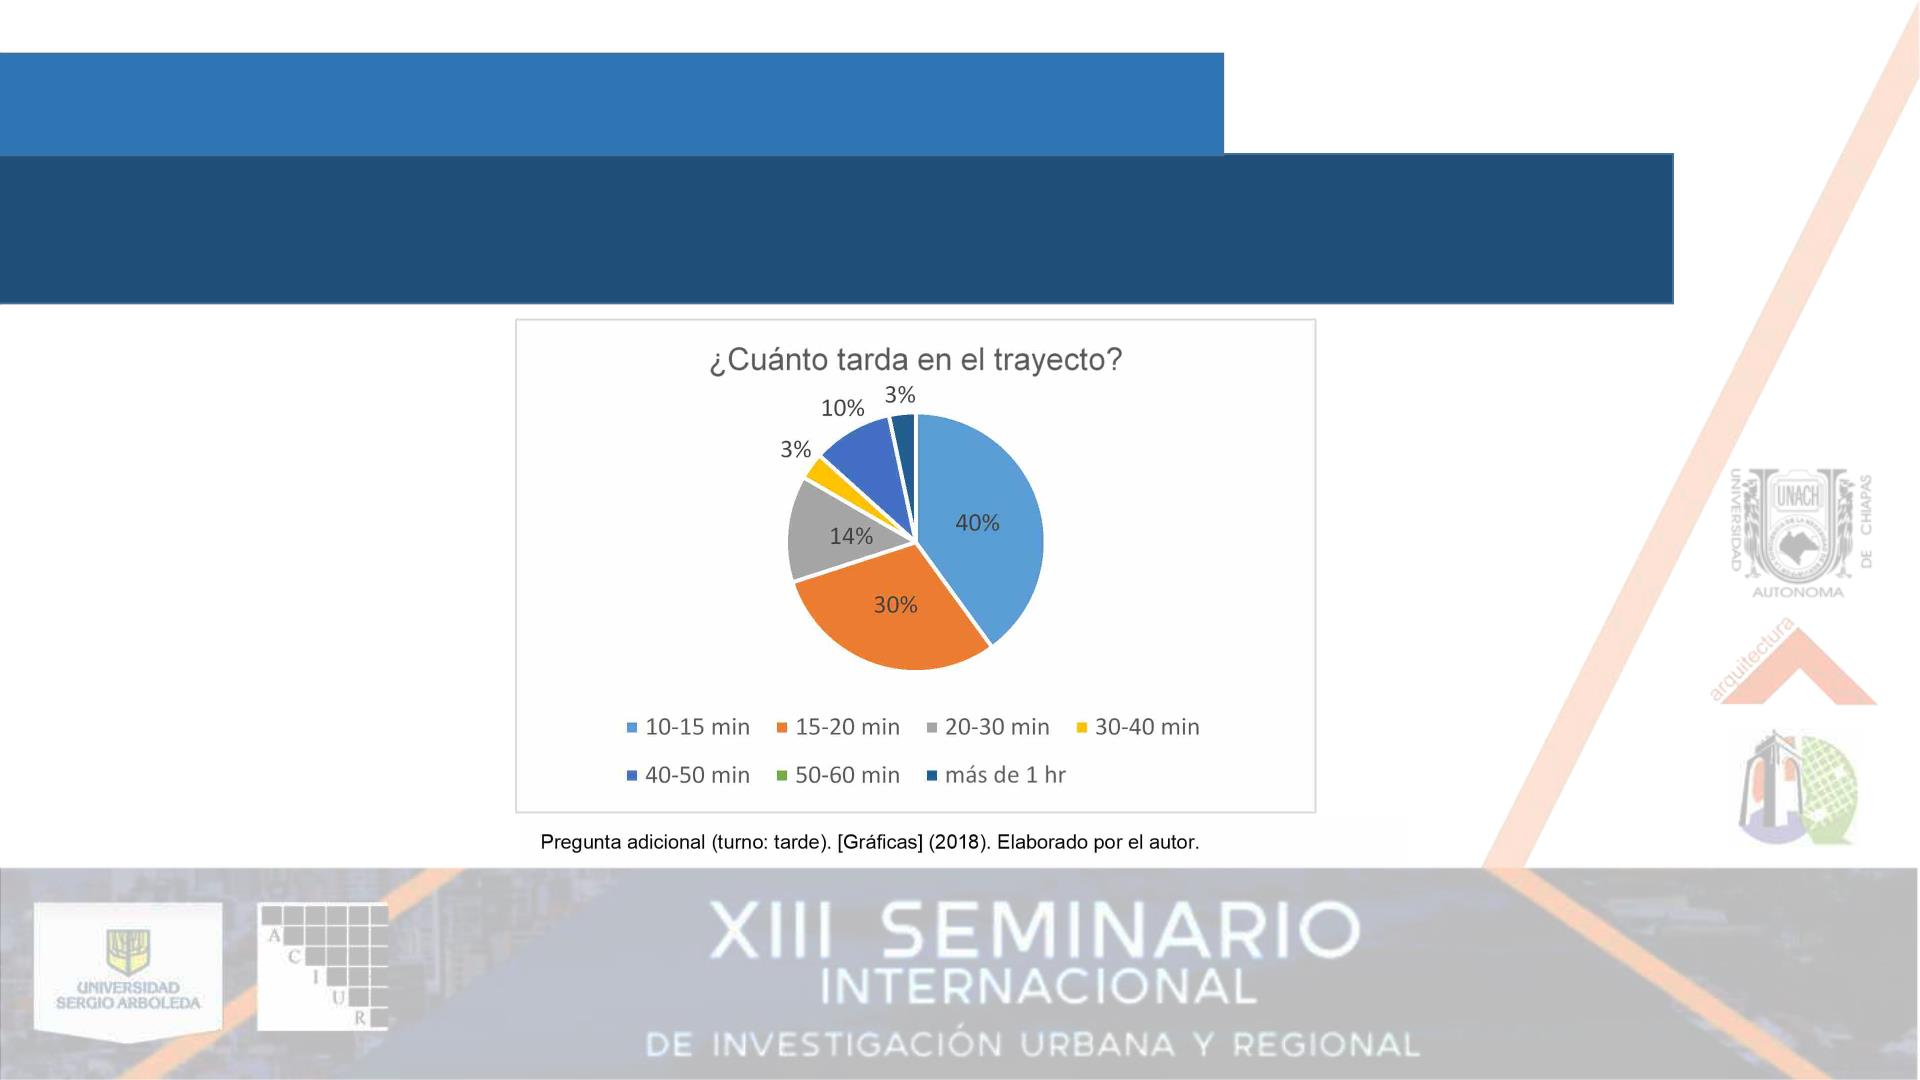 ¿Cuánto tarda en el trayecto?
3%
10%
3%
40%
14%
30%
10-15 min 15-20 min 20-30 min 30-40 min
40-50 min 50-60 min más de 1 hr
Pregunta adicional (turno: tarde). [Gráficas] (2018). Elaborado por el autor.
UNIVERSIDAD
UNACH
DE CHIAPAS
AUTONOMA
arquitectura
UNIVERSIDAD
SERGIO ARBOLEDA
A
C
I
U
R
XIII SEMINARIO
INTERNACIONAL
DE INVESTIGACIÓN URBANA Y REGIONAL